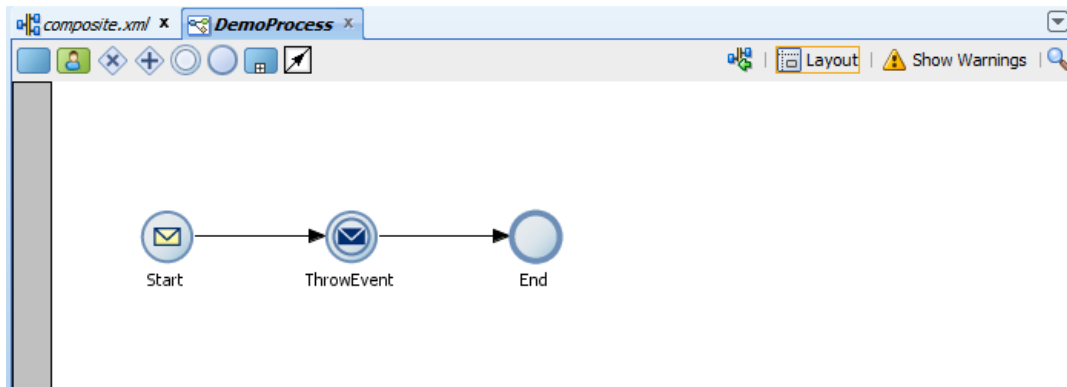 composite.xml x DemoProcess x
Layout Show Warnings
Start ThrowEvent End